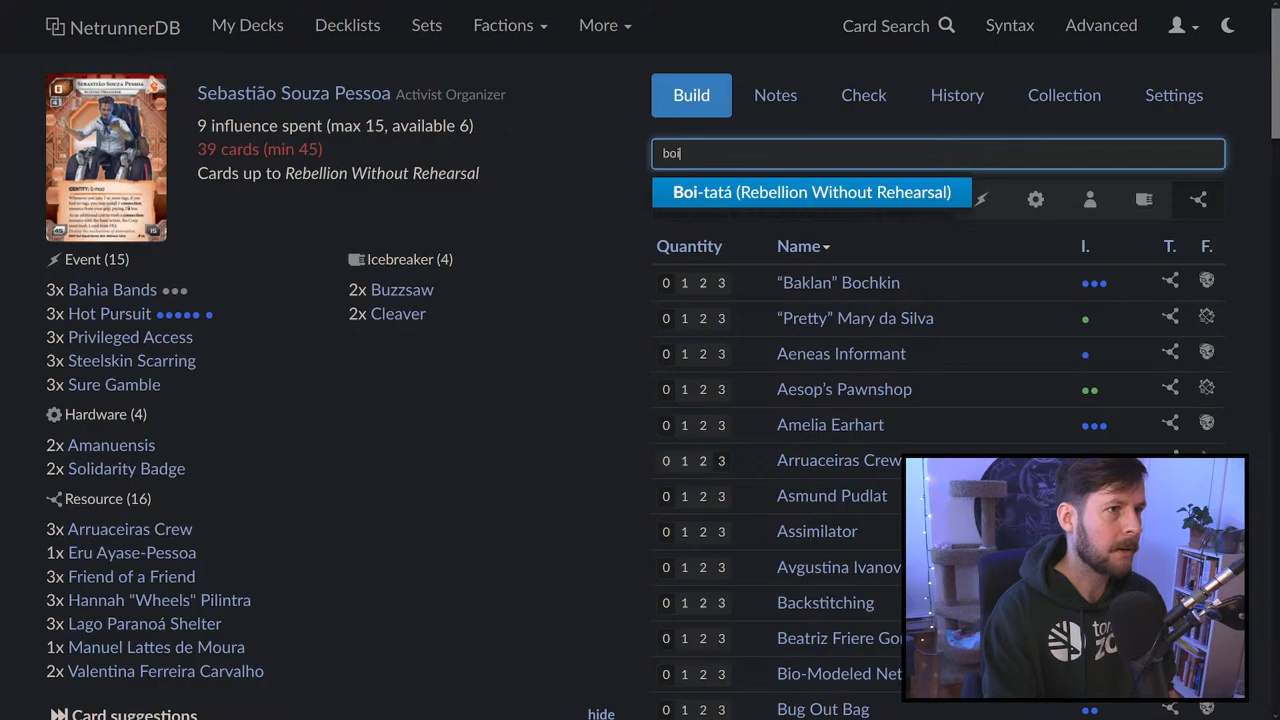 NetrunnerDB My Decks Decklists Sets Factions More Card Search Syntax Advanced
SEBASTIÃO SOUZA PESSOA
Sebastião Souza Pessoa Activist Organizer
9 influence spent (max 15, available 6)
39 cards (min 45)
Cards up to Rebellion Without Rehearsal
Event (15)
3x Bahia Bands
3x Hot Pursuit
3x Privileged Access
3x Steelskin Scarring
3x Sure Gamble
Hardware (4)
2x Amanuensis
2x Solidarity Badge
Resource (16)
3x Arruaceiras Crew
1x Eru Ayase-Pessoa
3x Friend of a Friend
3x Hannah "Wheels" Pilintra
3x Lago Paranoá Shelter
1x Manuel Lattes de Moura
2x Valentina Ferreira Carvalho
Icebreaker (4)
2x Buzzsaw
2x Cleaver
Card suggestions hide
Build Notes Check History Collection Settings
boi
Boi-tatá (Rebellion Without Rehearsal)
Quantity Name I. T. F.
0 1 2 3 “Baklan” Bochkin
0 1 2 3 “Pretty” Mary da Silva
0 1 2 3 Aeneas Informant
0 1 2 3 Aesop’s Pawnshop
0 1 2 3 Amelia Earhart
0 1 2 3 Arruaceiras Crew
0 1 2 3 Asmund Pudlat
0 1 2 3 Assimilator
0 1 2 3 Avgustina Ivanov
0 1 2 3 Backstitching
0 1 2 3 Beatriz Friere Gon
0 1 2 3 Bio-Modeled Net
0 1 2 3 Bug Out Bag